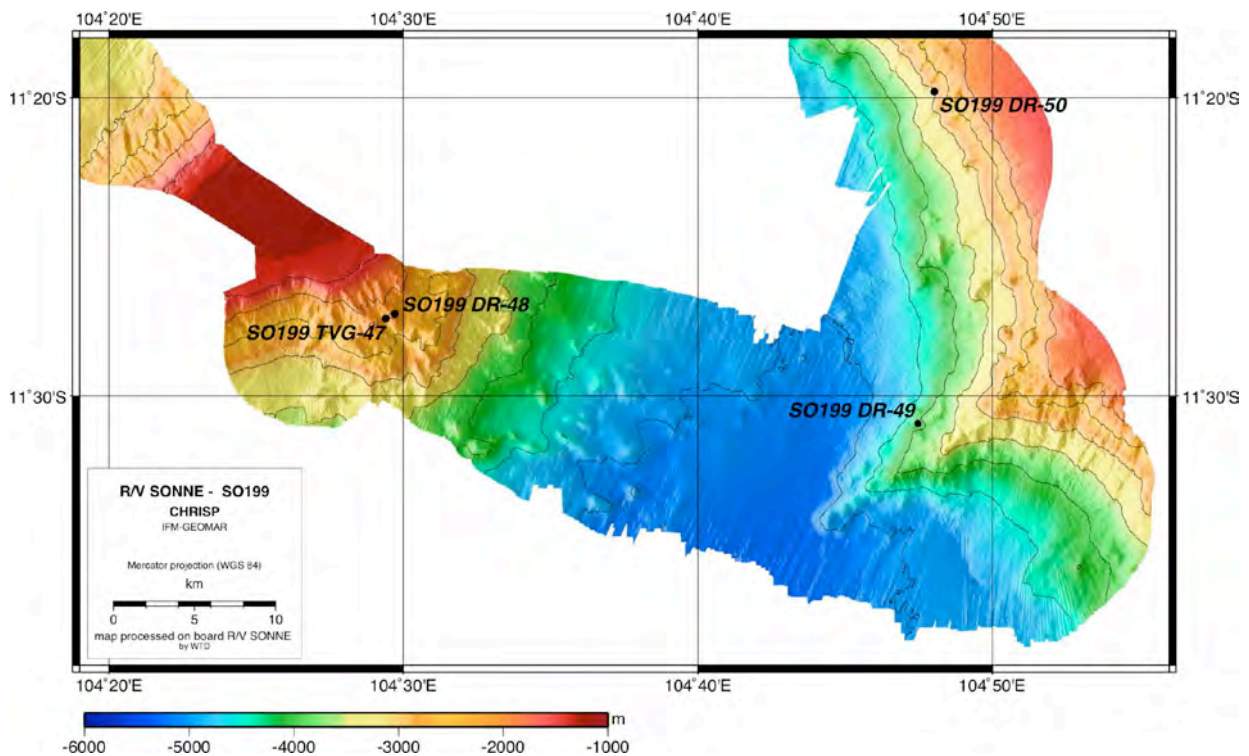 104˚20'E 104˚30'E 104˚40'E 104˚50'E
11˚20'S 11˚20'S
SO199 DR-50
SO199 DR-48
SO199 TVG-47
11˚30'S 11˚30'S
SO199 DR-49
R/V SONNE - SO199
CHRISP
IFM-GEOMAR
Mercator projection (WGS 84)
km
0 5 10
map processed on board R/V SONNE
by WTD
104˚20'E 104˚30'E 104˚40'E 104˚50'E
m
-6000 -5000 -4000 -3000 -2000 -1000